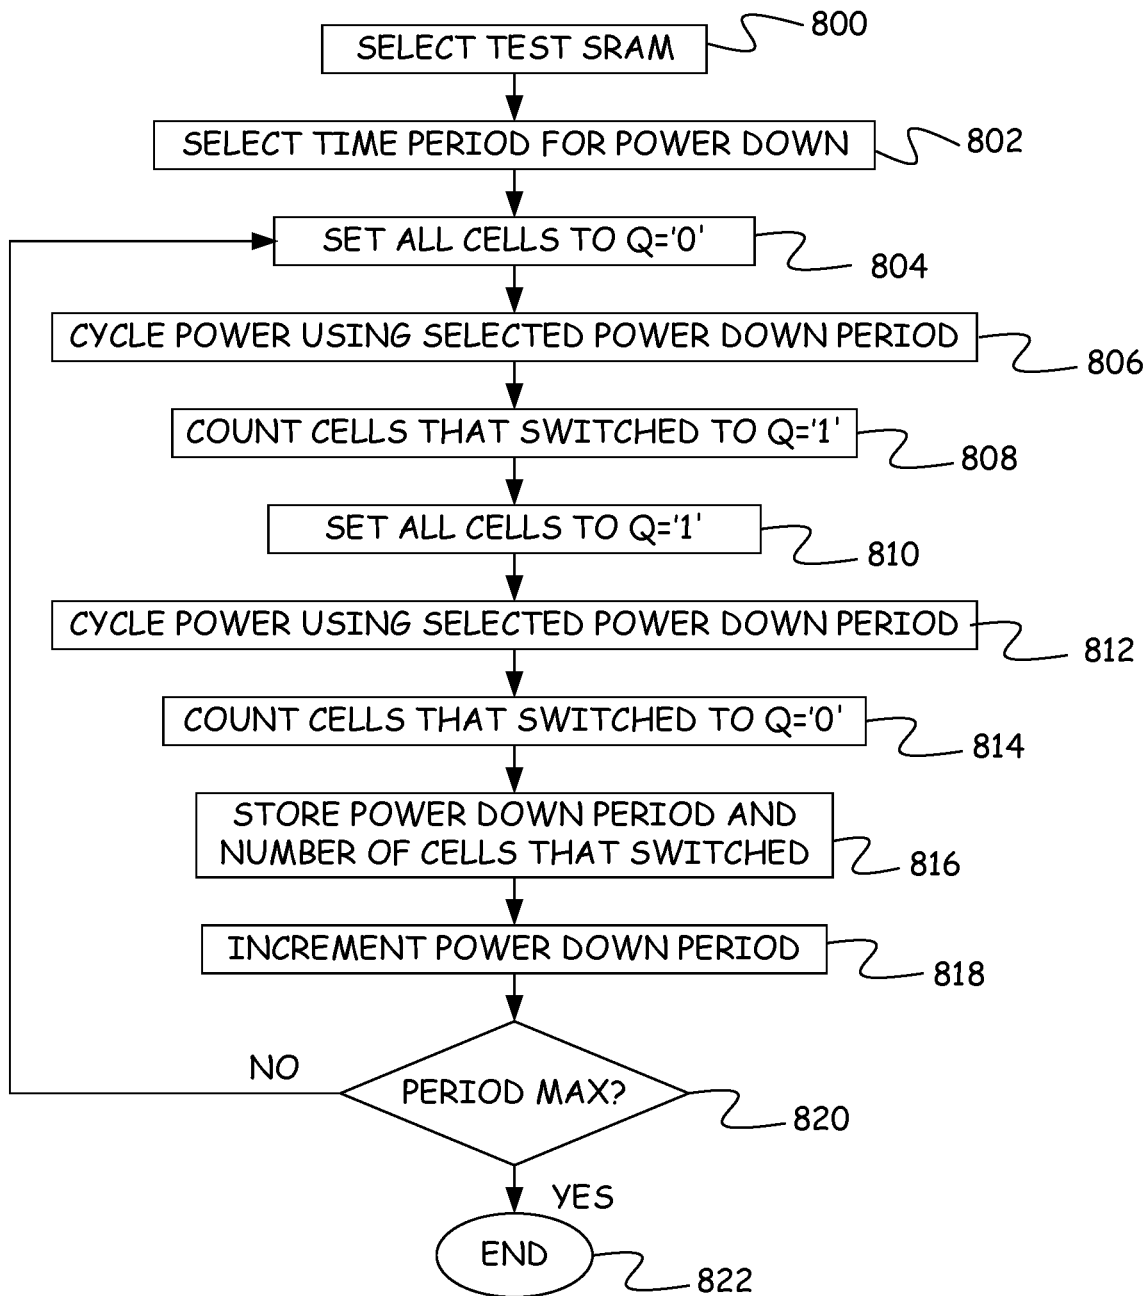 SELECT TEST SRAM
800
SELECT TIME PERIOD FOR POWER DOWN
802
SET ALL CELLS TO Q='0'
804
CYCLE POWER USING SELECTED POWER DOWN PERIOD
806
COUNT CELLS THAT SWITCHED TO Q='1'
808
SET ALL CELLS TO Q='1'
810
CYCLE POWER USING SELECTED POWER DOWN PERIOD
812
COUNT CELLS THAT SWITCHED TO Q='0'
814
STORE POWER DOWN PERIOD AND
NUMBER OF CELLS THAT SWITCHED
816
INCREMENT POWER DOWN PERIOD
818
NO
PERIOD MAX?
820
YES
END
822